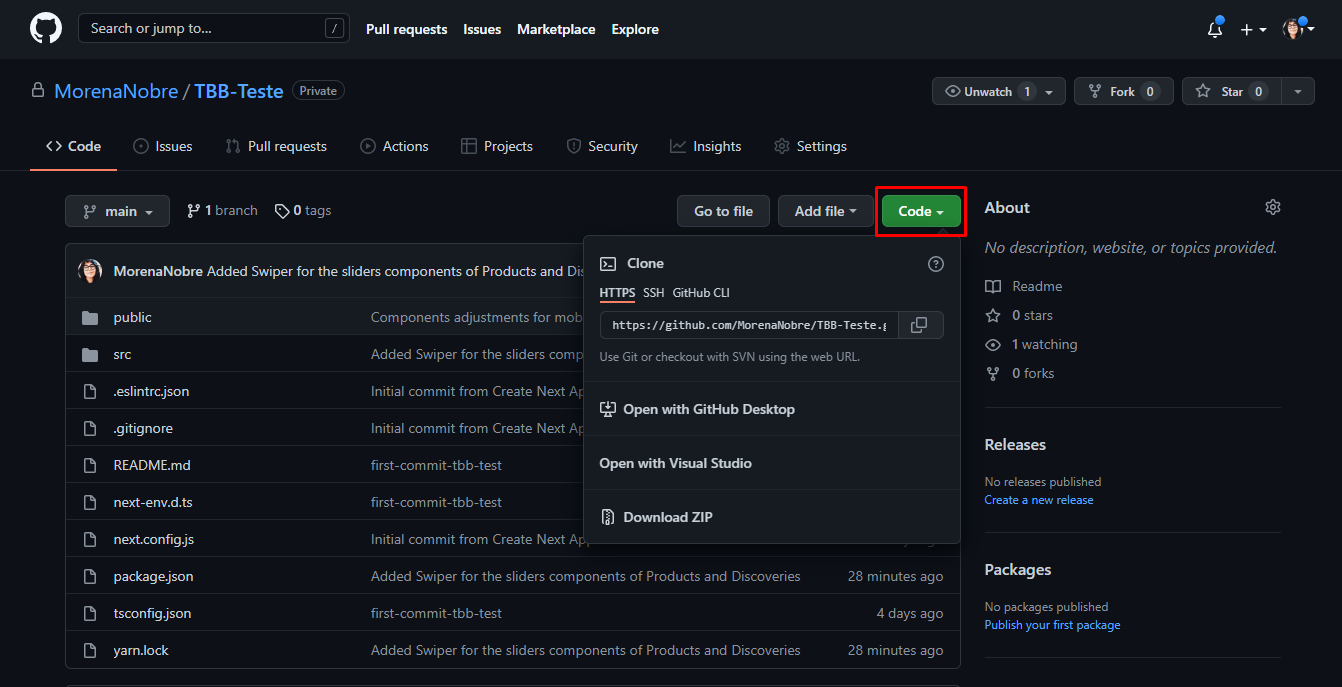 Search or jump to... /
Pull requests Issues Marketplace Explore
MorenaNobre / TBB-Teste Private
Unwatch 1 Fork 0 Star 0
Code Issues Pull requests Actions Projects Security Insights Settings
main 1 branch 0 tags Go to file Add file Code
MorenaNobre Added Swiper for the sliders components of Products and Dis
public Components adjustments for mob
src Added Swiper for the sliders comp
.eslintrc.json Initial commit from Create Next Ap
.gitignore Initial commit from Create Next Ap
README.md first-commit-tbb-test
next-env.d.ts first-commit-tbb-test
next.config.js Initial commit from Create Next Ap
package.json Added Swiper for the sliders components of Products and Discoveries 28 minutes ago
tsconfig.json first-commit-tbb-test 4 days ago
yarn.lock Added Swiper for the sliders components of Products and Discoveries 28 minutes ago
Clone
HTTPS SSH GitHub CLI
https://github.com/MorenaNobre/TBB-Teste.g
Use Git or checkout with SVN using the web URL.
Open with GitHub Desktop
Open with Visual Studio
Download ZIP
About
No description, website, or topics provided.
Readme
0 stars
1 watching
0 forks
Releases
No releases published
Create a new release
Packages
No packages published
Publish your first package